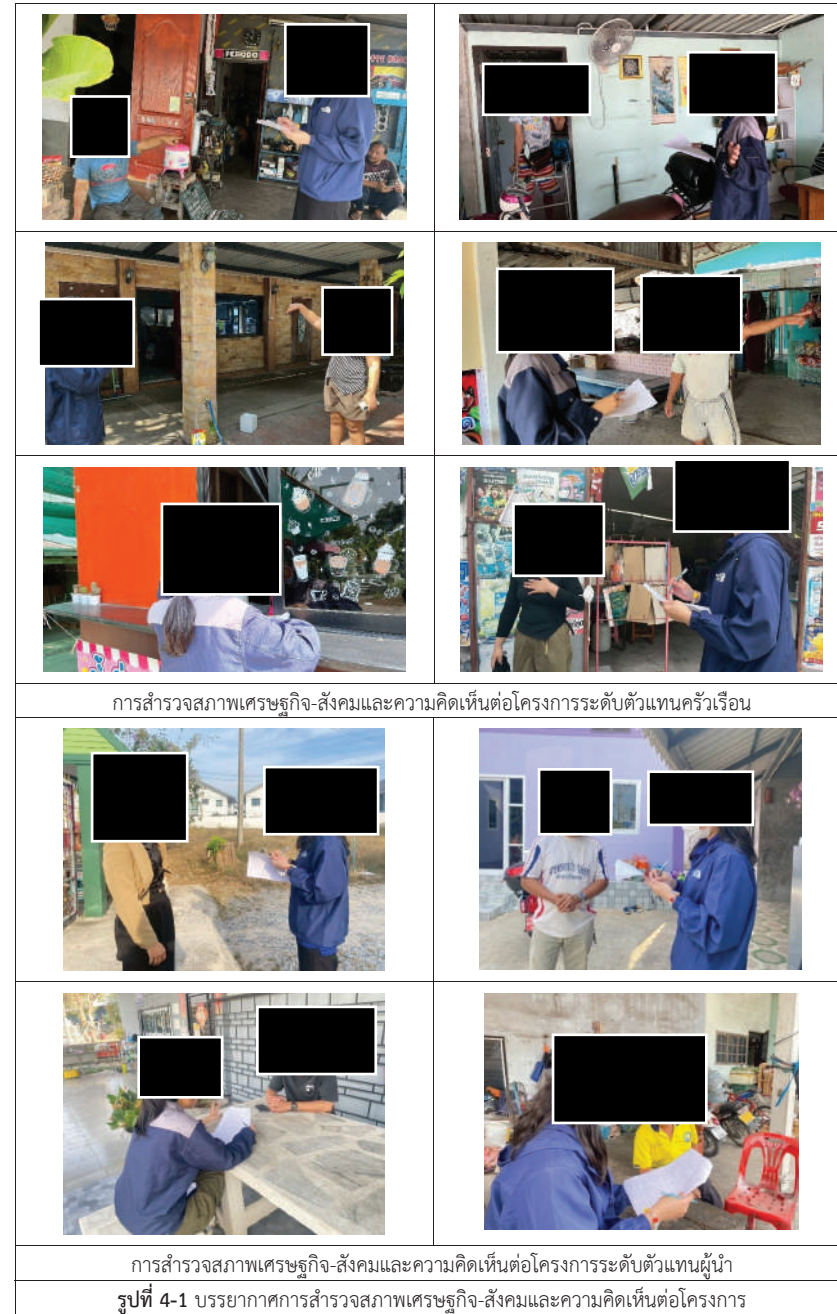 PERIODO
การสำรวจสภาพเศรษฐกิจ-สังคมและความคิดเห็นต่อโครงการระดับตัวแทนครัวเรือน
การสำรวจสภาพเศรษฐกิจ-สังคมและความคิดเห็นต่อโครงการระดับตัวแทนผู้นำ
รูปที่ 4-1 บรรยากาศการสำรวจสภาพเศรษฐกิจ-สังคมและความคิดเห็นต่อโครงการ